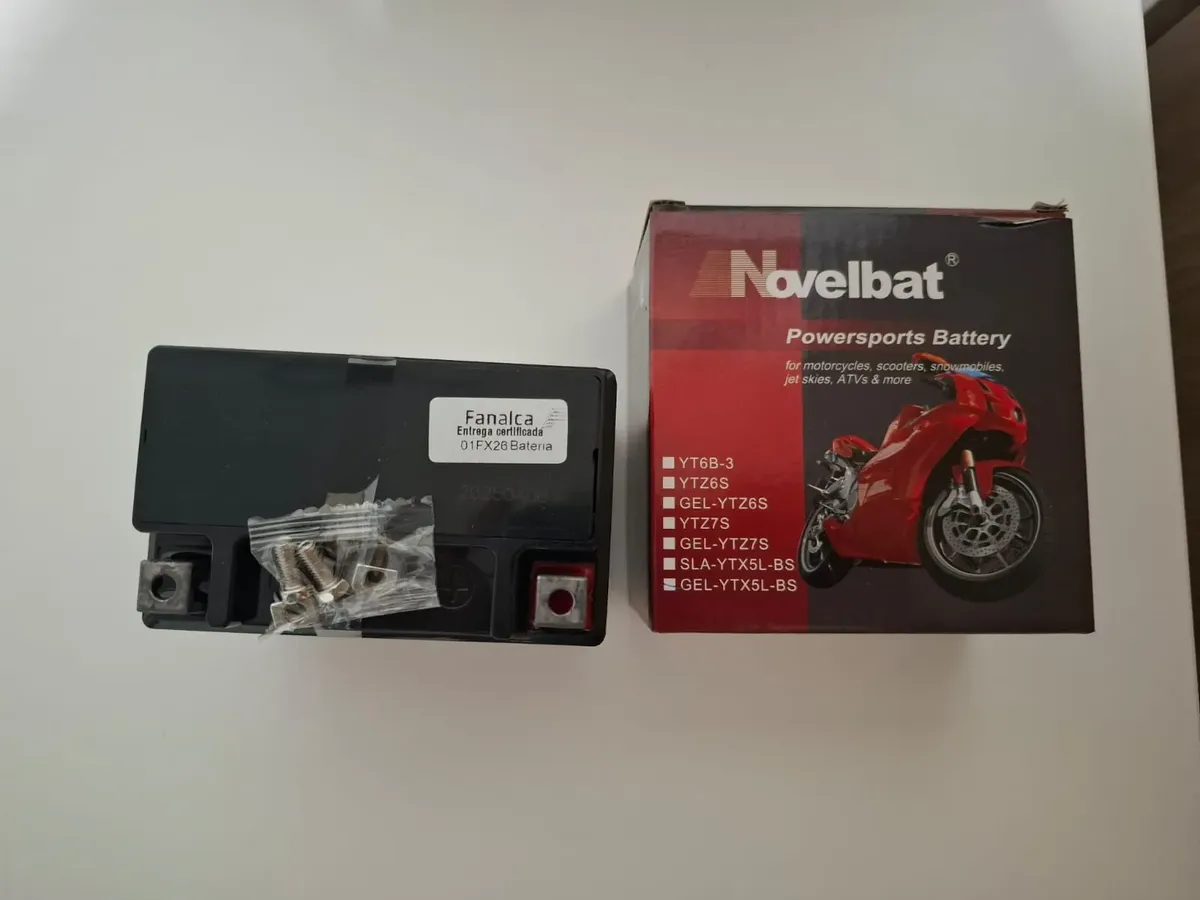 Novelbat®
Powersports Battery
for motorcycles, scooters, snowmobiles,
jet skies, ATVs & more
YT6B-3
YTZ6S
GEL-YTZ6S
YTZ7S
GEL-YTZ7S
SLA-YTX5L-BS
GEL-YTX5L-BS
Fanalca
Entrega certificada
01FX26 Bateria